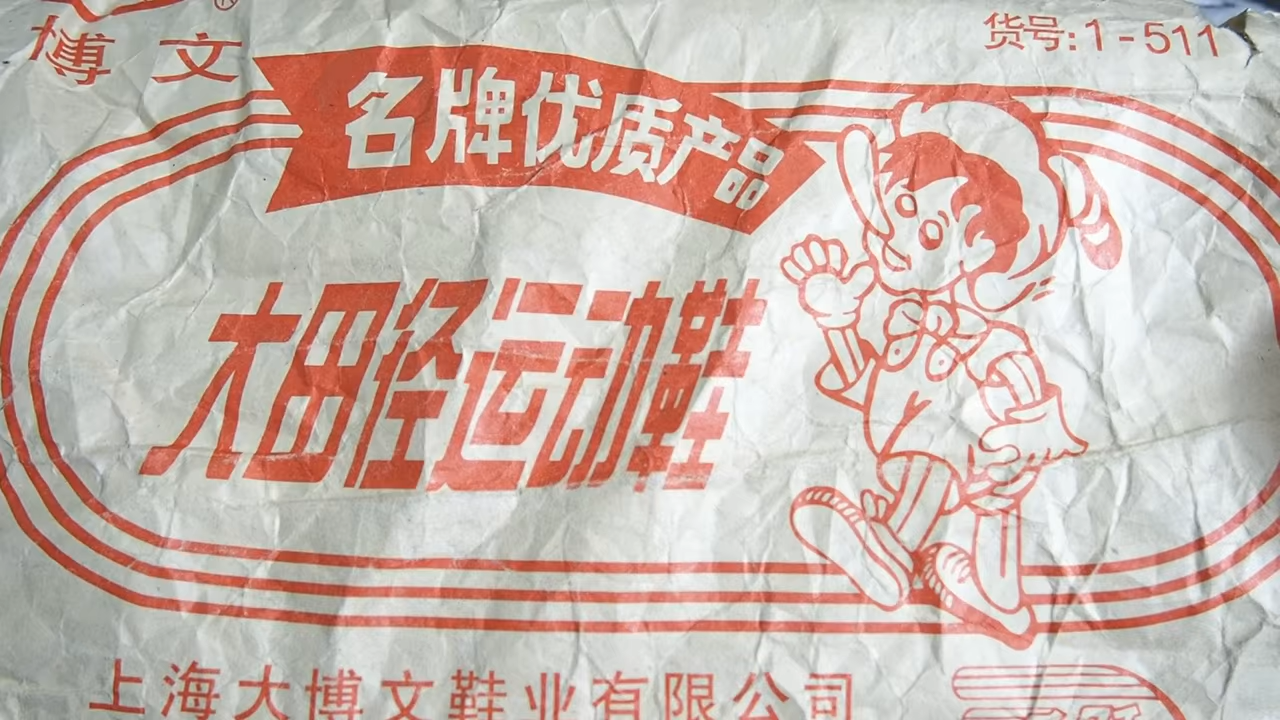 博文
®
货号:1-511
名牌优质产品
大田径运动鞋
上海大博文鞋业有限公司